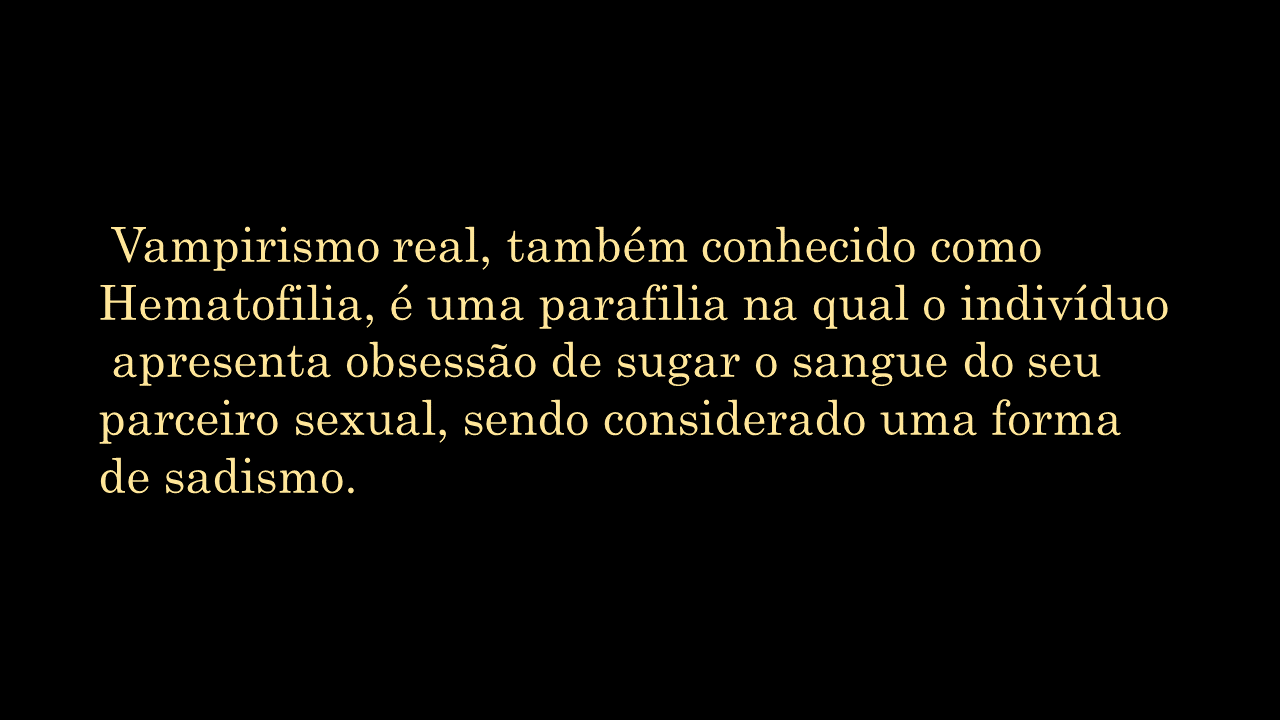 Vampirismo real, também conhecido como
Hematofilia, é uma parafilia na qual o indivíduo
apresenta obsessão de sugar o sangue do seu
parceiro sexual, sendo considerado uma forma
de sadismo.